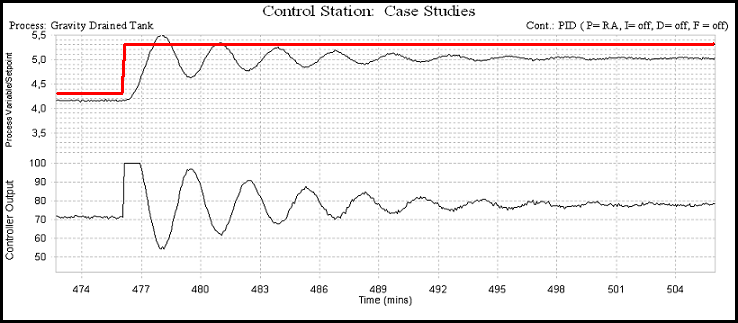 Control Station: Case Studies
Process: Gravity Drained Tank
Cont.: PID ( P= RA, I= off, D= off, F = off)
Process Variable/Setpoint
5,5
5,0
4,5
4,0
3,5
Controller Output
100
90
80
70
60
50
474 477 480 483 486 489 492 495 498 501 504
Time (mins)